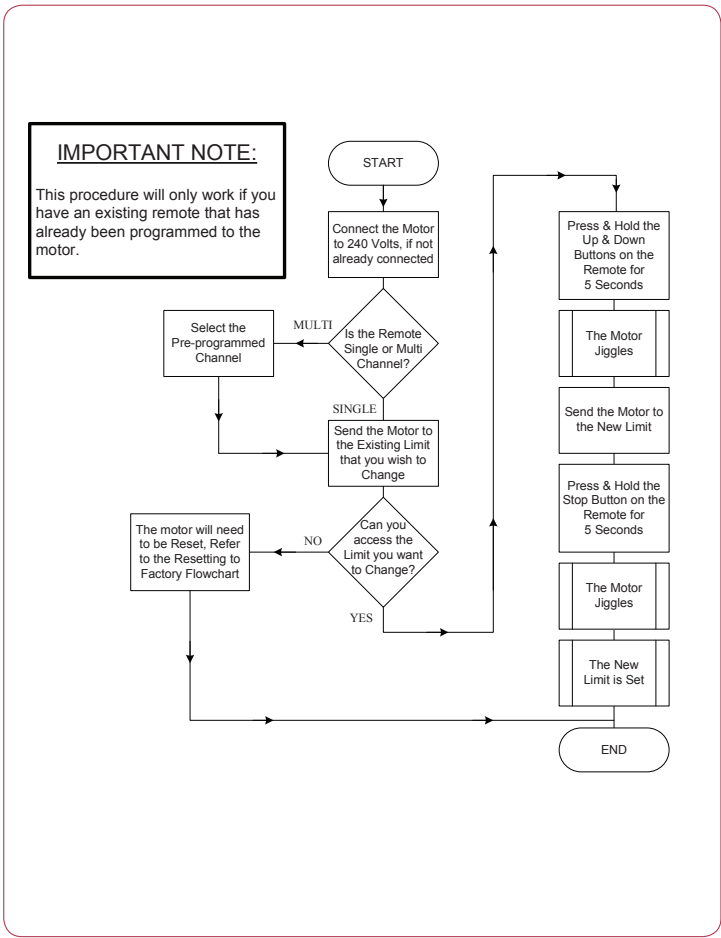 IMPORTANT NOTE:
This procedure will only work if you
have an existing remote that has
already been programmed to the
motor.
START
Connect the Motor
to 240 Volts, if not
already connected
Is the Remote
Single or Multi
Channel?
MULTI
Select the
Pre-programmed
Channel
SINGLE
Send the Motor to
the Existing Limit
that you wish to
Change
Can you
access the
Limit you want
to Change?
NO
The motor will need
to be Reset, Refer
to the Resetting to
Factory Flowchart
YES
Press & Hold the
Up & Down
Buttons on the
Remote for
5 Seconds
The Motor
Jiggles
Send the Motor to
the New Limit
Press & Hold the
Stop Button on the
Remote for
5 Seconds
The Motor
Jiggles
The New
Limit is Set
END